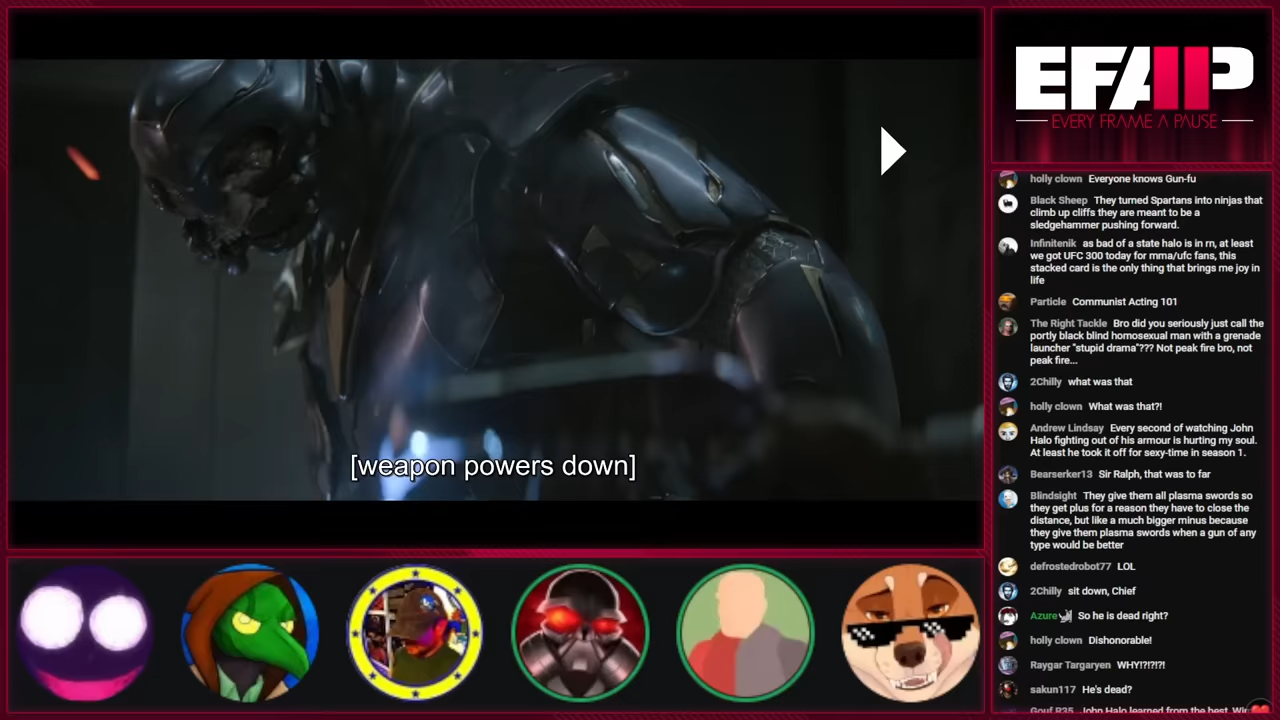 EFAP
EVERY FRAME A PAUSE
[weapon powers down]
holly clown Everyone knows Gun-fu
Black Sheep They turned Spartans into ninjas that
climb up cliffs they are meant to be a
sledgehammer pushing forward.
Infinitenik as bad of a state halo is in rn, at least
we got UFC 300 today for mma/ufc fans, this
stacked card is the only thing that brings me joy in
life
Particle Communist Acting 101
The Right Tackle Bro did you seriously just call the
portly black blind homosexual man with a grenade
launcher "stupid drama"??? Not peak fire bro, not
peak fire...
2Chilly what was that
holly clown What was that?!
Andrew Lindsay Every second of watching John
Halo fighting out of his armour is hurting my soul.
At least he took it off for sexy-time in season 1.
Bearserker13 Sir Ralph, that was to far
Blindsight They give them all plasma swords so
they get plus for a reason they have to close the
distance, but like a much bigger minus because
they give them plasma swords when a gun of any
type would be better
defrostedrobot77 LOL
2Chilly sit down, Chief
Azure So he is dead right?
holly clown Dishonorable!
Raygar Targaryen WHY!?!?!?!
sakun117 He's dead?
Gouf R35 John Halo learned from the best, Wir